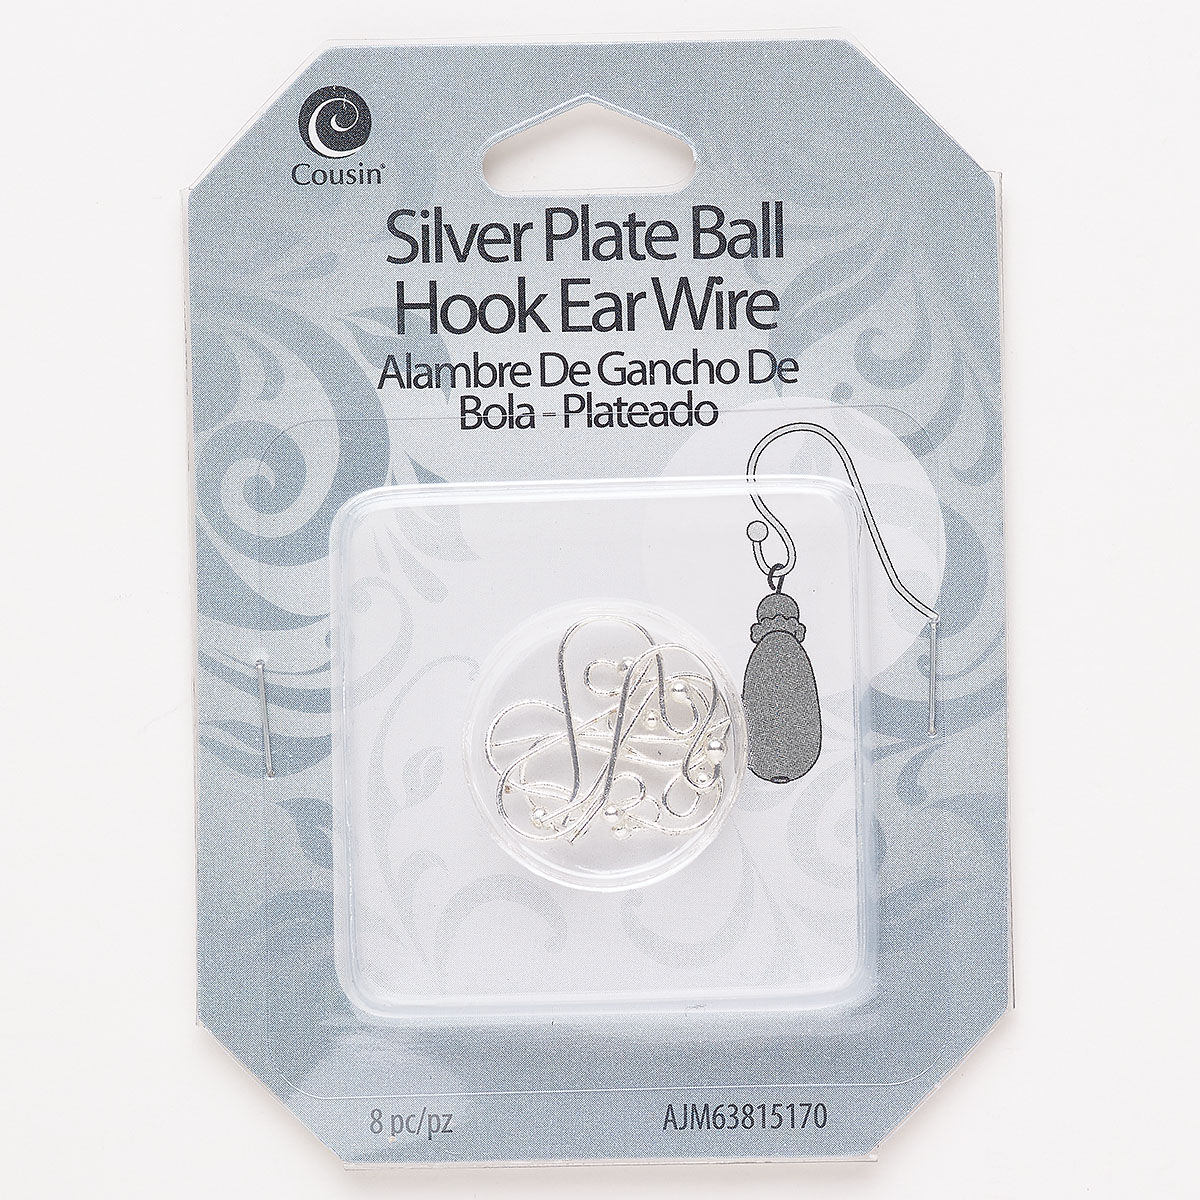 Cousin®
Silver Plate Ball
Hook Ear Wire
Alambre De Gancho De
Bola - Plateado
8 pc/pz
AJM63815170